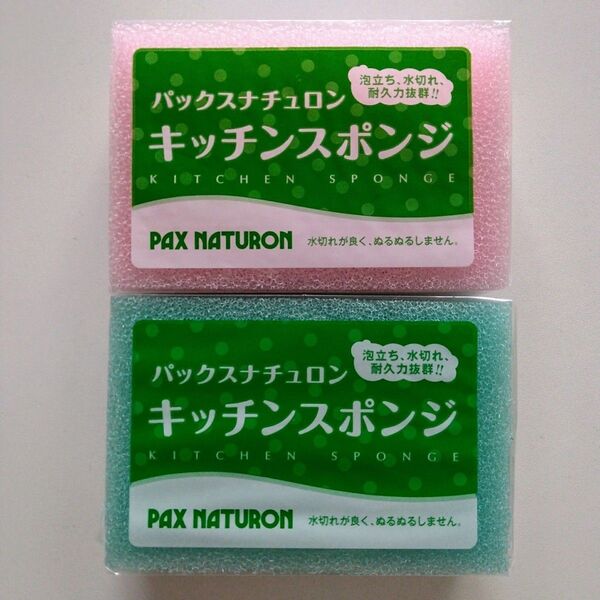 泡立ち、水切れ、
耐久力抜群!!
パックスナチュロン
キッチンスポンジ
KITCHEN SPONGE
PAX NATURON
水切れが良く、ぬるぬるしません。
泡立ち、水切れ、
耐久力抜群!!
パックスナチュロン
キッチンスポンジ
KITCHEN SPONGE
PAX NATURON
水切れが良く、ぬるぬるしません。